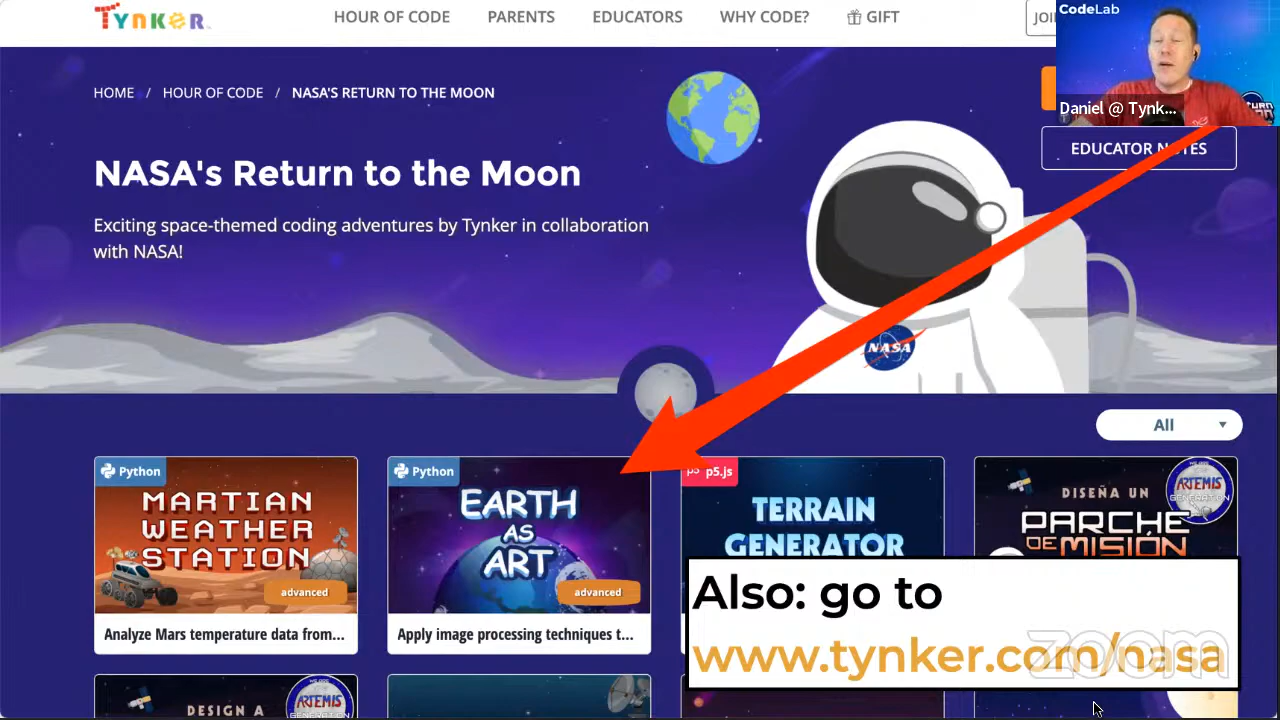 TYNKER
HOUR OF CODE
PARENTS
EDUCATORS
WHY CODE?
GIFT
CodeLab
Daniel @ Tynk...
HOME / HOUR OF CODE / NASA'S RETURN TO THE MOON
EDUCATOR NOTES
NASA's Return to the Moon
Exciting space-themed coding adventures by Tynker in collaboration
with NASA!
NASA
All
Python
MARTIAN
WEATHER
STATION
advanced
Analyze Mars temperature data from...
Python
EARTH
AS
ART
advanced
Apply image processing techniques t...
p5.js
TERRAIN
GENERATOR
ARTEMIS
GENERATION
DISEÑA UN
PARCHE
DE MISIÓN
Also: go to
www.tynker.com/nasa
zoom
DESIGN A
ARTEMIS
GENERATION